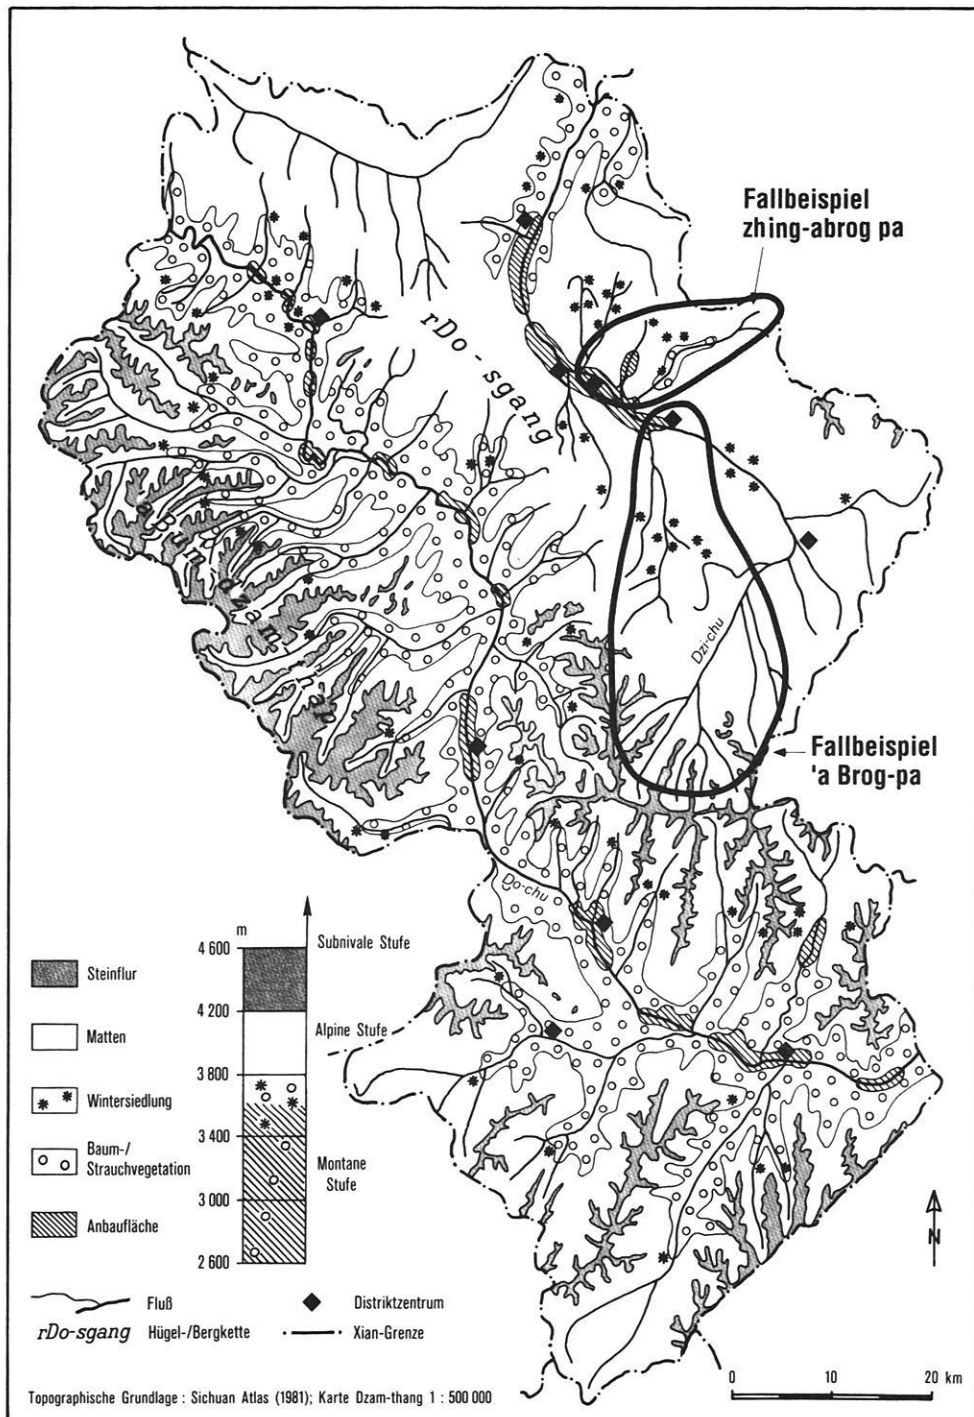 Fallbeispiel
zhing-abrog pa
rDo-sgang
Dzi-chu
Fallbeispiel
'a Brog-pa
Do-chu
m
4 600
4 200
3 800
3 400
3 000
2 600
Subnivale Stufe
Alpine Stufe
Montane
Stufe
Steinflur
Matten
Wintersiedlung
Baum-/
Strauchvegetation
Anbaufläche
Fluß
Distriktzentrum
rDo-sgang
Hügel-/Bergkette
Xian-Grenze
N
0 10 20 km
Topographische Grundlage : Sichuan Atlas (1981); Karte Dzam-thang 1 : 500 000